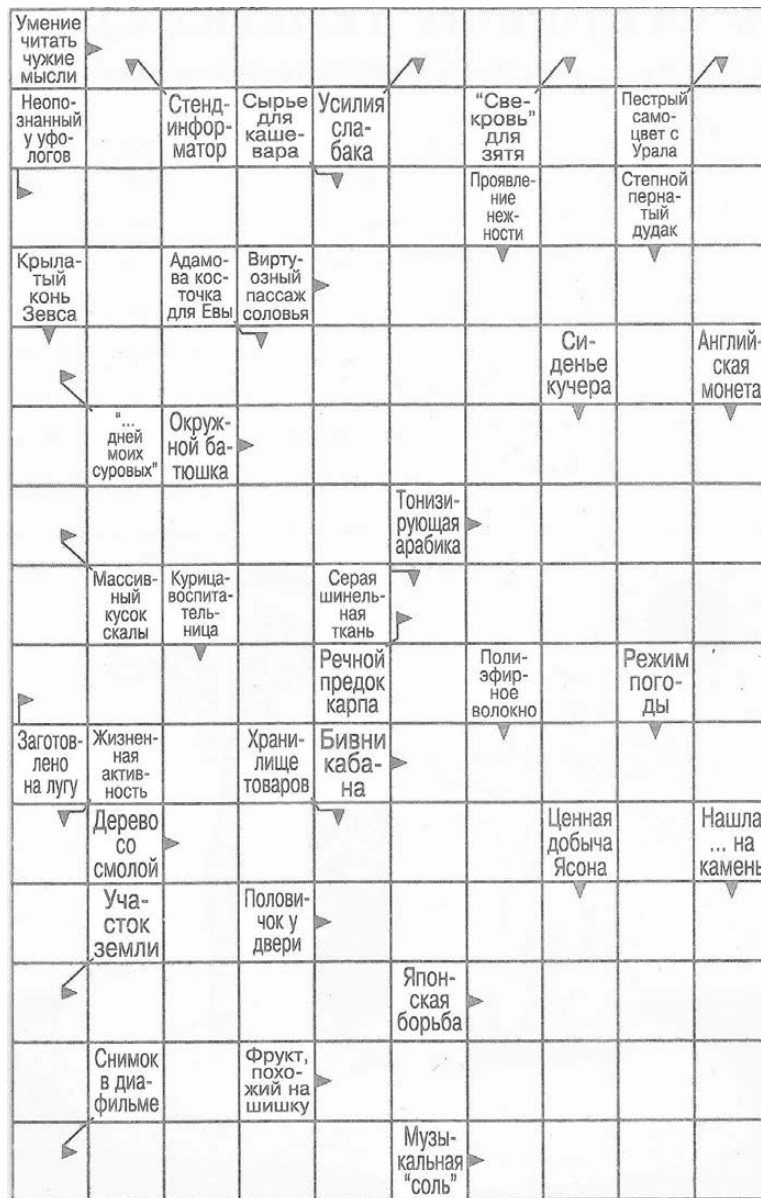 Умение
читать
чужие
мысли
Неопо-
знанный
у уфо-
логов
Стенд-
инфор-
матор
Сырье
для
каше-
вара
Усилия
сла-
бака
"Све-
кровь"
для
зятя
Пестрый
само-
цвет с
Урала
Проявле-
ние
неж-
ности
Степной
перна-
тый
дудак
Крыла-
тый
конь
Зевса
Адамо-
ва кос-
точка
для Евы
Вирту-
озный
пассаж
соловья
Си-
денье
кучера
Англий-
ская
монета
"...
дней
моих
суровых"
Окруж-
ной ба-
тюшка
Тонизи-
рующая
арабика
Массив-
ный
кусок
скалы
Курица-
воспита-
тель-
ница
Серая
шинель-
ная
ткань
Речной
предок
карпа
Поли-
эфир-
ное
волокно
Режим
пого-
ды
Заготов-
лено
на лугу
Жизнен-
ная
актив-
ность
Храни-
лище
товаров
Бивни
каба-
на
Дерево
со
смолой
Ценная
добыча
Ясона
Нашла
... на
камень
Уча-
сток
земли
Полови-
чок у
двери
Япон-
ская
борьба
Снимок
в диа-
фильме
Фрукт,
похо-
жий на
шишку
Музы-
кальная
"соль"